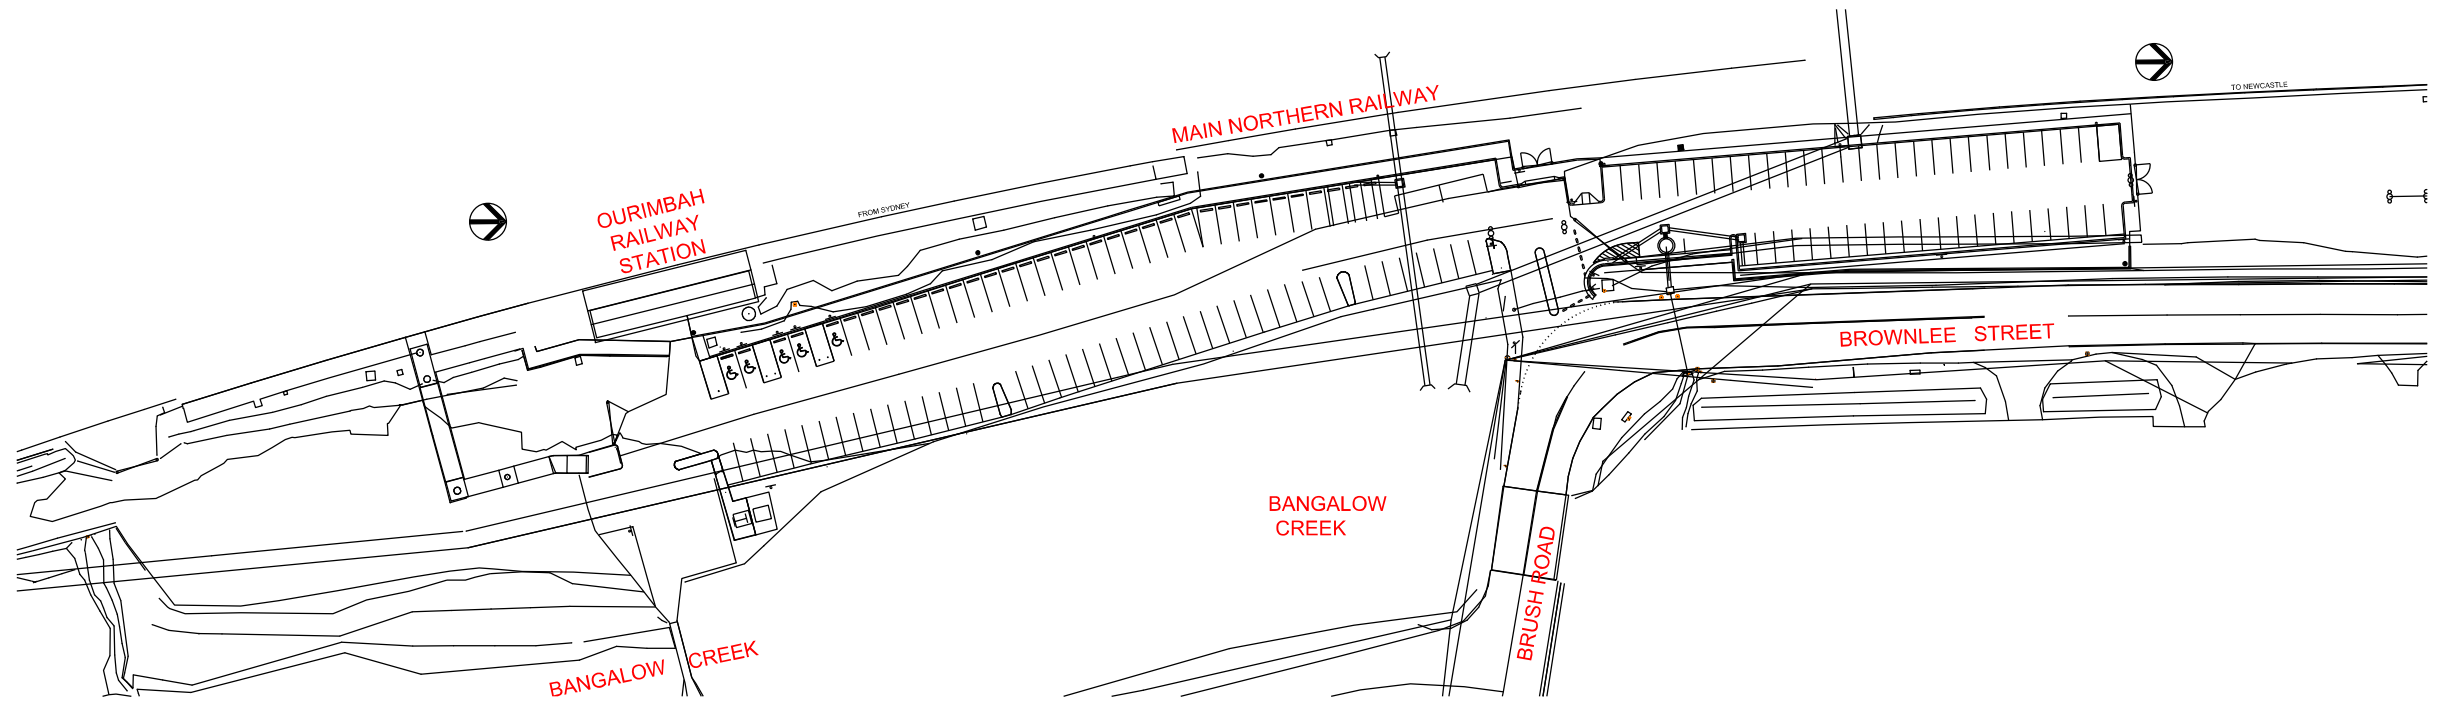 TO NEWCASTLE
MAIN NORTHERN RAILWAY
OURIMBAH
RAILWAY
STATION
FROM SYDNEY
BROWNLEE STREET
BANGALOW
CREEK
BRUSH ROAD
BANGALOW CREEK